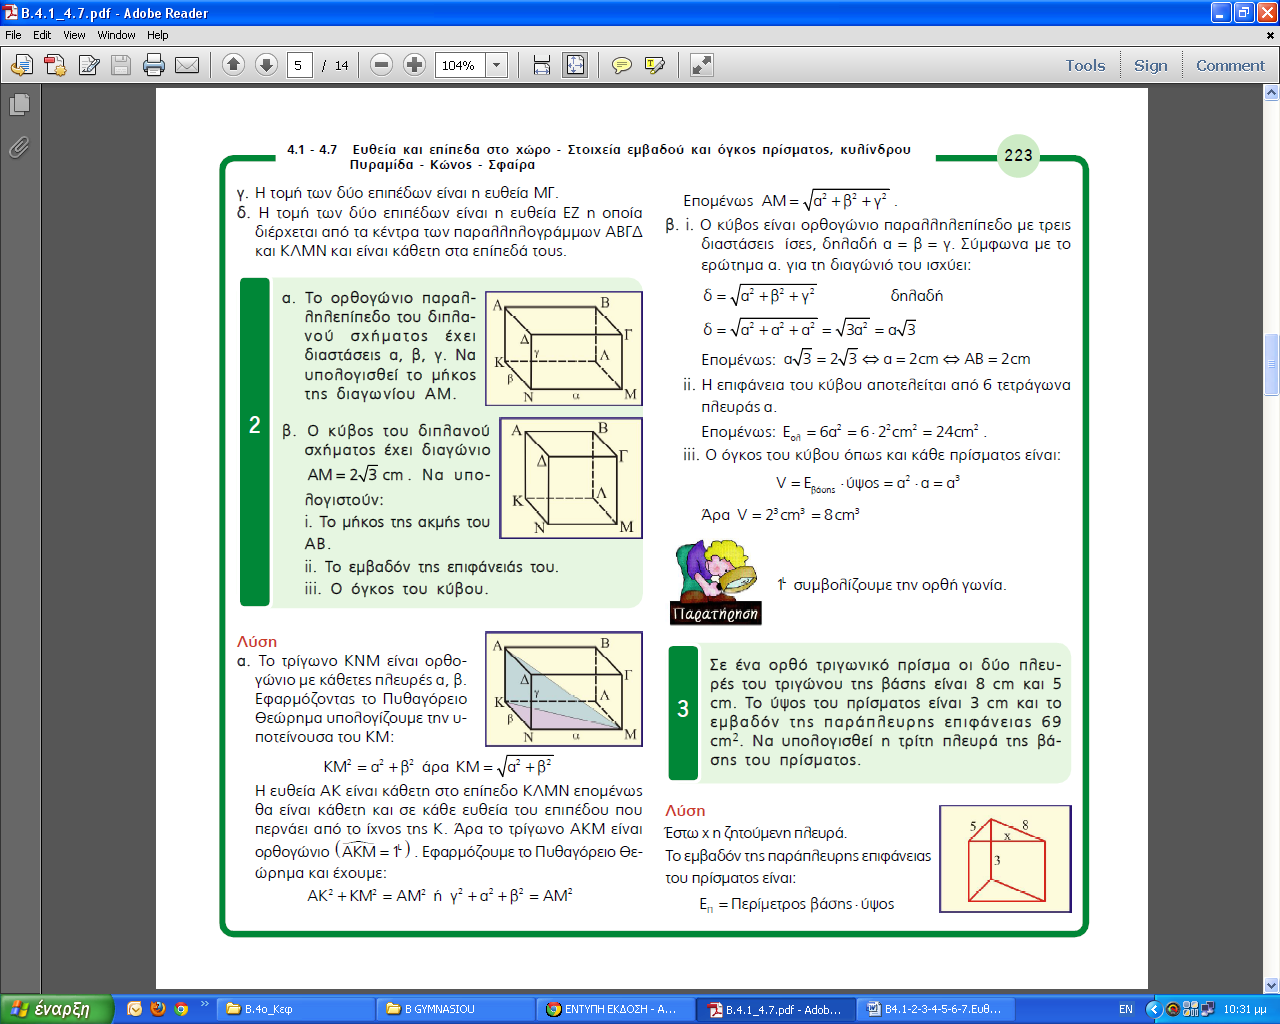 B.4.1_4.7.pdf - Adobe Reader
File Edit View Window Help
5 / 14 104% Tools Sign Comment
4.1 - 4.7 Ευθεία και επίπεδα στο χώρο - Στοιχεία εμβαδού και όγκος πρίσματος, κυλίνδρου
Πυραμίδα - Κώνος - Σφαίρα
223
γ. Η τομή των δύο επιπέδων είναι η ευθεία ΜΓ.
δ. Η τομή των δύο επιπέδων είναι η ευθεία ΕΖ η οποία
διέρχεται από τα κέντρα των παραλληλογράμμων ΑΒΓΔ
και ΚΛΜΝ και είναι κάθετη στα επίπεδά τους.
2
α. Το ορθογώνιο παραλ-
ληλεπίπεδο του διπλα-
νού σχήματος έχει
διαστάσεις α, β, γ. Να
υπολογισθεί το μήκος
της διαγωνίου ΑΜ.
Α Β Δ Γ γ Κ Λ β Ν α Μ
β. Ο κύβος του διπλανού
σχήματος έχει διαγώνιο
ΑΜ = 2√3 cm . Να υπο-
λογιστούν:
i. Το μήκος της ακμής του
ΑΒ.
ii. Το εμβαδόν της επιφάνειάς του.
iii. Ο όγκος του κύβου.
Α Β Δ Γ Κ Λ Ν Μ
Λύση
α. Το τρίγωνο ΚΝΜ είναι ορθο-
γώνιο με κάθετες πλευρές α, β.
Εφαρμόζοντας το Πυθαγόρειο
Θεώρημα υπολογίζουμε την υ-
ποτείνουσα του ΚΜ:
Α Β Δ Γ γ Κ Λ β Ν α Μ
ΚΜ² = α² + β² άρα ΚΜ = √(α² + β²)
Η ευθεία ΑΚ είναι κάθετη στο επίπεδο ΚΛΜΝ επομένως
θα είναι κάθετη και σε κάθε ευθεία του επιπέδου που
περνάει από το ίχνος της Κ. Άρα το τρίγωνο ΑΚΜ είναι
ορθογώνιο (ΑΚΜ = 1∟) . Εφαρμόζουμε το Πυθαγόρειο Θε-
ώρημα και έχουμε:
ΑΚ² + ΚΜ² = ΑΜ² ή γ² + α² + β² = ΑΜ²
Επομένως ΑΜ = √(α² + β² + γ²) .
β. i. Ο κύβος είναι ορθογώνιο παραλληλεπίπεδο με τρεις
διαστάσεις ίσες, δηλαδή α = β = γ. Σύμφωνα με το
ερώτημα α. για τη διαγώνιό του ισχύει:
δ = √(α² + β² + γ²) δηλαδή
δ = √(α² + α² + α²) = √(3α²) = α√3
Επομένως: α√3 = 2√3 ⇔ α = 2cm ⇔ ΑΒ = 2cm
ii. Η επιφάνεια του κύβου αποτελείται από 6 τετράγωνα
πλευράς α.
Επομένως: Εολ = 6α² = 6 · 2² cm² = 24cm² .
iii. Ο όγκος του κύβου όπως και κάθε πρίσματος είναι:
V = Εβάσης · ύψος = α² · α = α³
Άρα V = 2³ cm³ = 8 cm³
Παρατήρηση
1∟ συμβολίζουμε την ορθή γωνία.
3
Σε ένα ορθό τριγωνικό πρίσμα οι δύο πλευ-
ρές του τριγώνου της βάσης είναι 8 cm και 5
cm. Το ύψος του πρίσματος είναι 3 cm και το
εμβαδόν της παράπλευρης επιφάνειας 69
cm². Να υπολογισθεί η τρίτη πλευρά της βά-
σης του πρίσματος.
Λύση
Έστω x η ζητούμενη πλευρά.
Το εμβαδόν της παράπλευρης επιφάνειας
του πρίσματος είναι:
Επ = Περίμετρος βάσης · ύψος
5 8 x 3
έναρξη Β.4ο_Κεφ B GYMNASIOU ΕΝΤΥΠΗ ΕΚΔΟΣΗ - Α... B.4.1_4.7.pdf - Adob... B4.1-2-3-4-5-6-7.Ευθ... EN 10:31 μμ